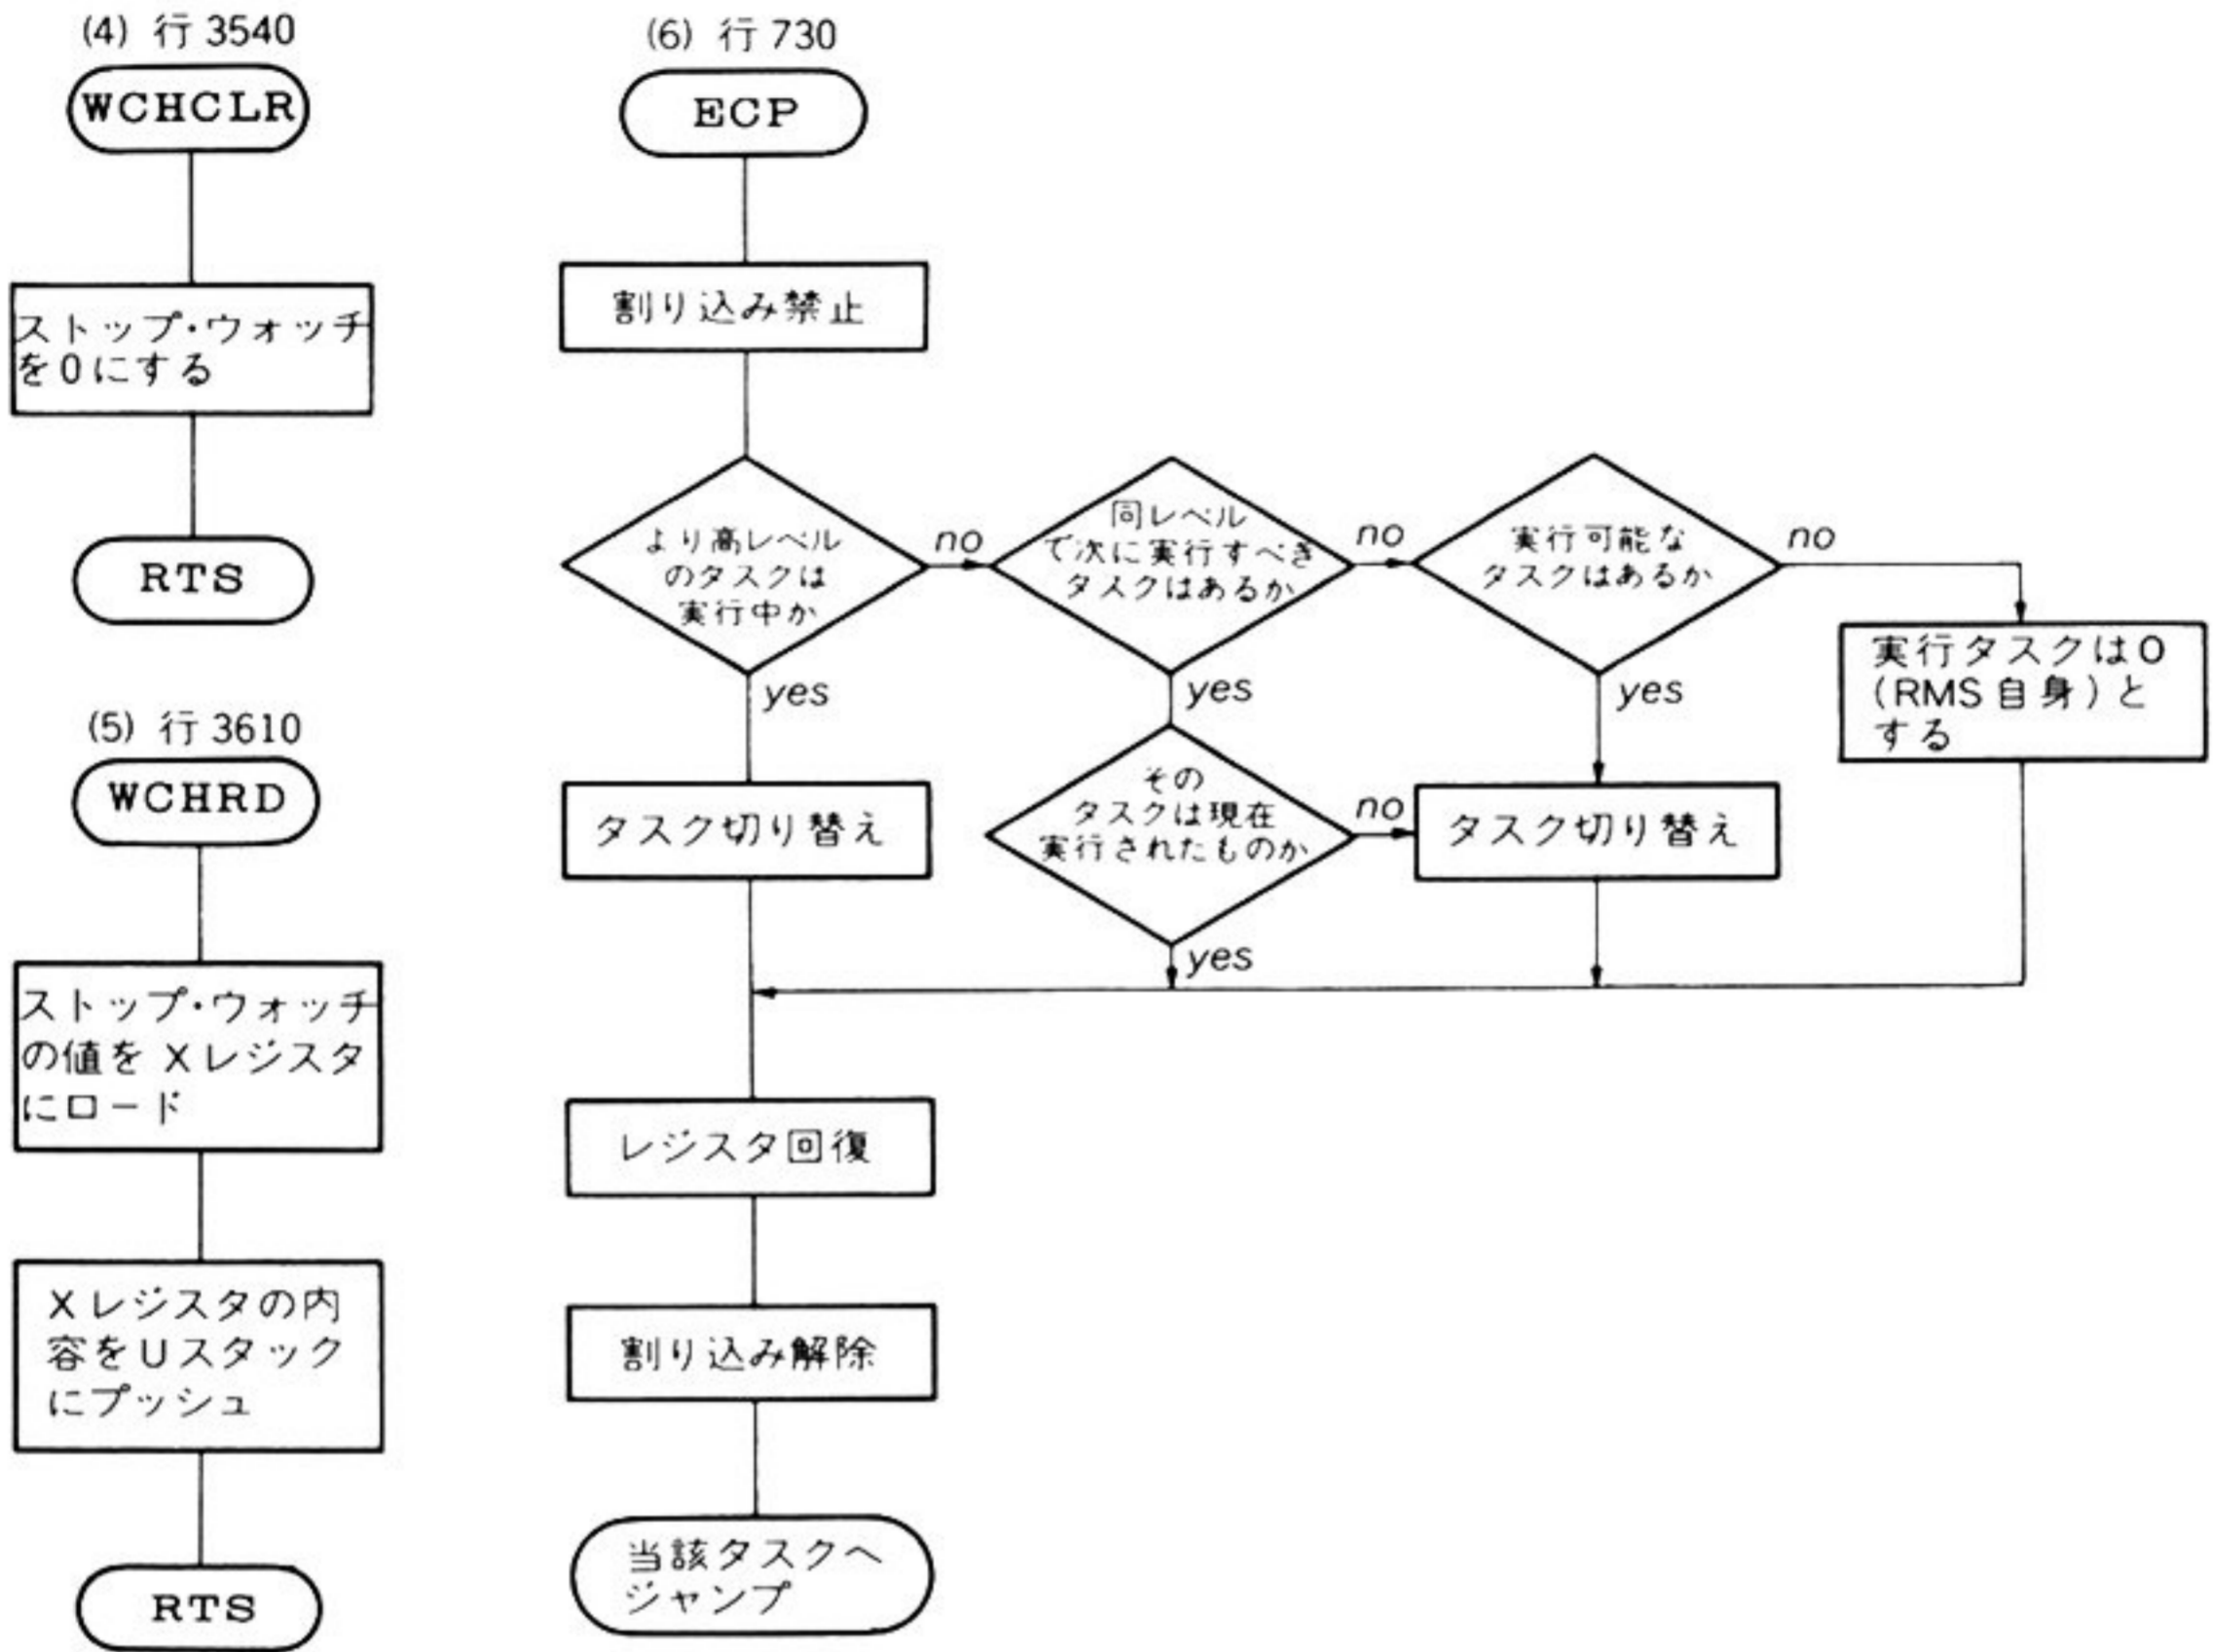 (4) 行 3540
WCHCLR
ストップ・ウォッチ
を0にする
RTS
(5) 行 3610
WCHRD
ストップ・ウォッチ
の値を Xレジスタ
にロード
Xレジスタの内
容をUスタック
にプッシュ
RTS
(6) 行 730
ECP
割り込み禁止
より高レベル
のタスクは
実行中か
no
yes
同レベル
で次に実行すべき
タスクはあるか
no
yes
実行可能な
タスクはあるか
no
yes
実行タスクは0
(RMS自身)と
する
タスク切り替え
その
タスクは現在
実行されたものか
no
yes
タスク切り替え
レジスタ回復
割り込み解除
当該タスクへ
ジャンプ